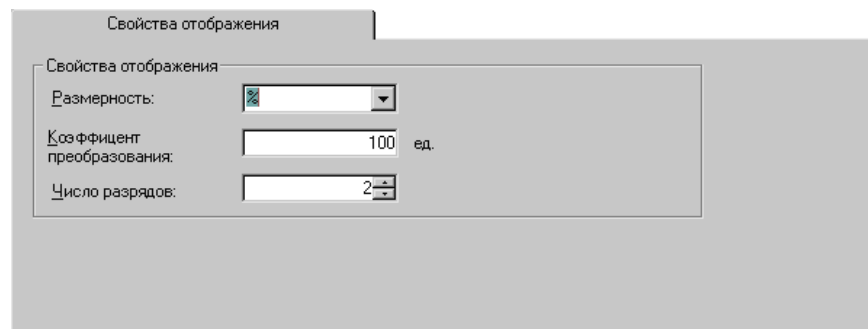 Свойства отображения
Свойства отображения
Размерность: %
Коэффицент
преобразования: 100 ед.
Число разрядов: 2